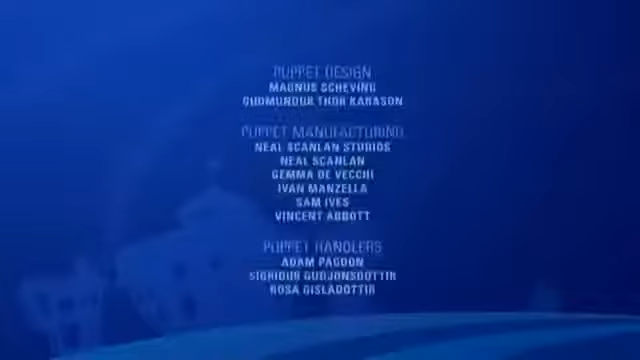 PUPPET DESIGN
MAGNUS SCHEVING
GUDMUNDUR THOR KARASON
PUPPET MANUFACTURING
NEAL SCANLAN STUDIOS
NEAL SCANLAN
GEMMA DE VECCHI
IVAN MANZELLA
SAM IVES
VINCENT ABBOTT
PUPPET HANDLERS
ADAM PAGDON
SIGRIDUR GUDJONSDOTTIR
ROSA GISLADOTTIR